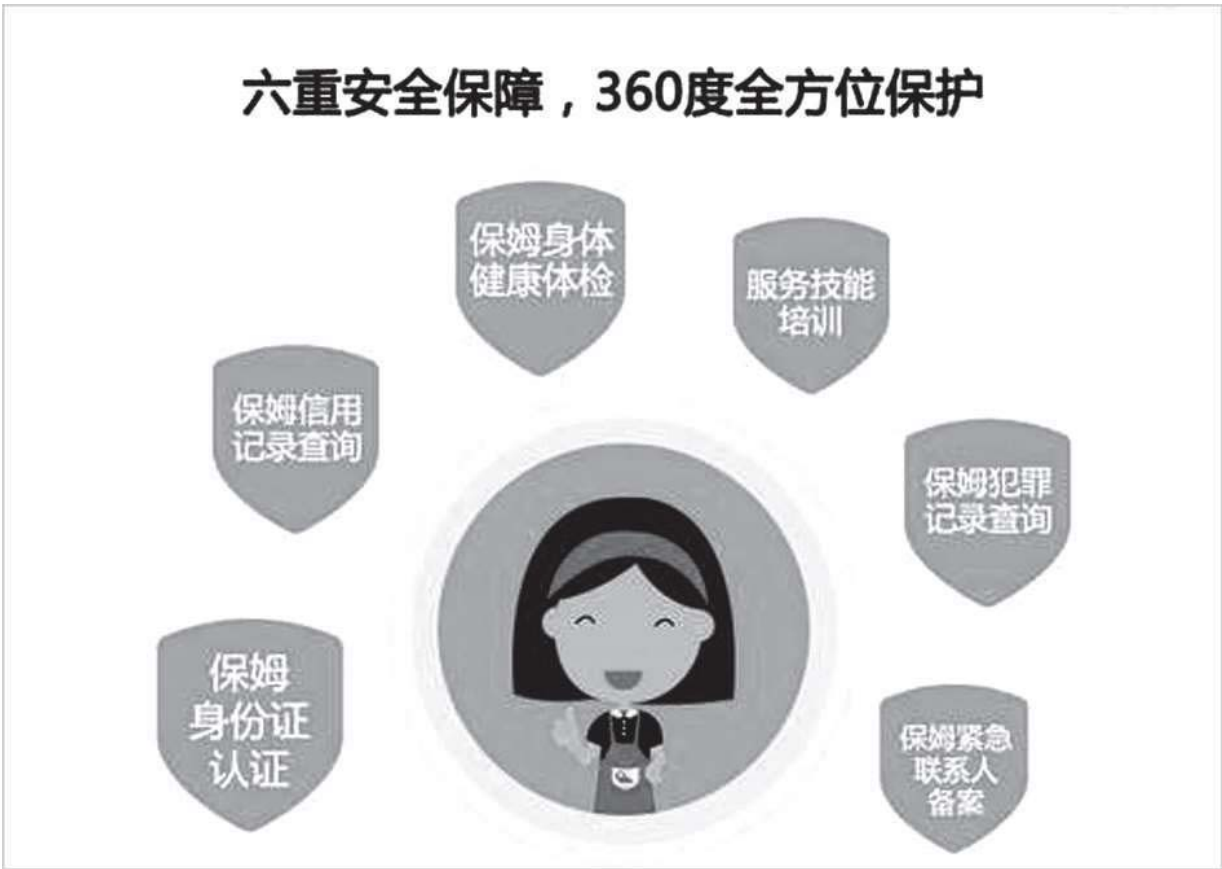 六重安全保障，360度全方位保护
保姆身体
健康体检
服务技能
培训
保姆信用
记录查询
保姆犯罪
记录查询
保姆
身份证
认证
保姆紧急
联系人
备案